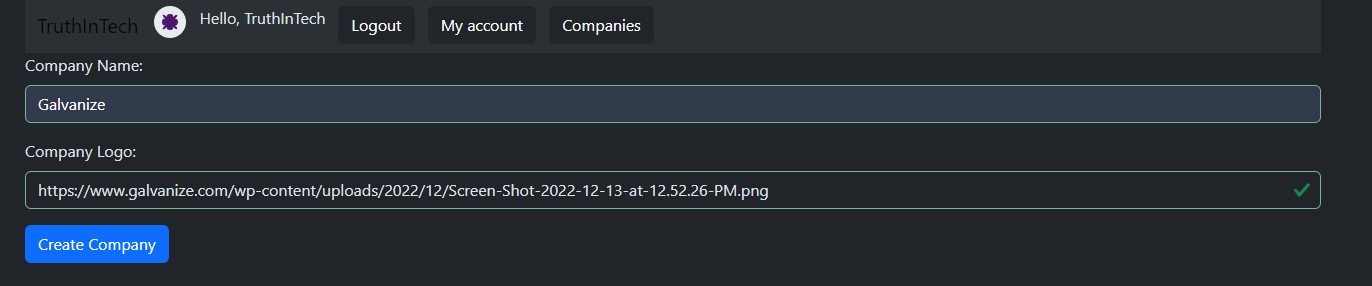 TruthInTech Hello, TruthInTech Logout My account Companies
Company Name:
Galvanize
Company Logo:
https://www.galvanize.com/wp-content/uploads/2022/12/Screen-Shot-2022-12-13-at-12.52.26-PM.png
Create Company